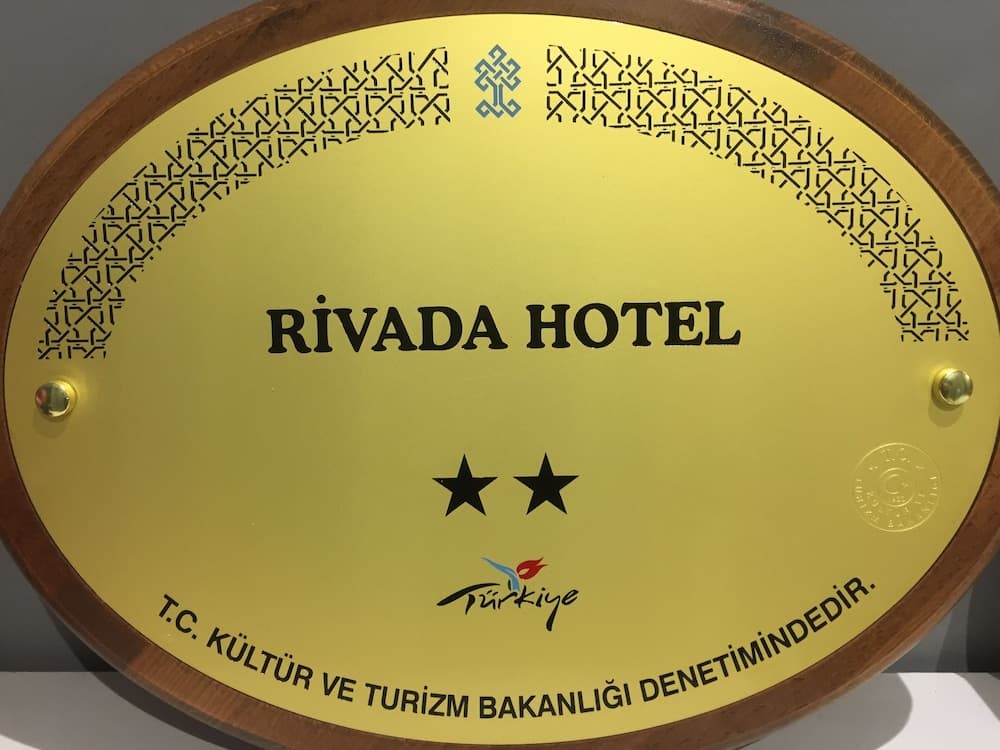 RİVADA HOTEL
Türkiye
T.C. KÜLTÜR VE TURİZM BAKANLIĞI DENETİMİNDEDİR.